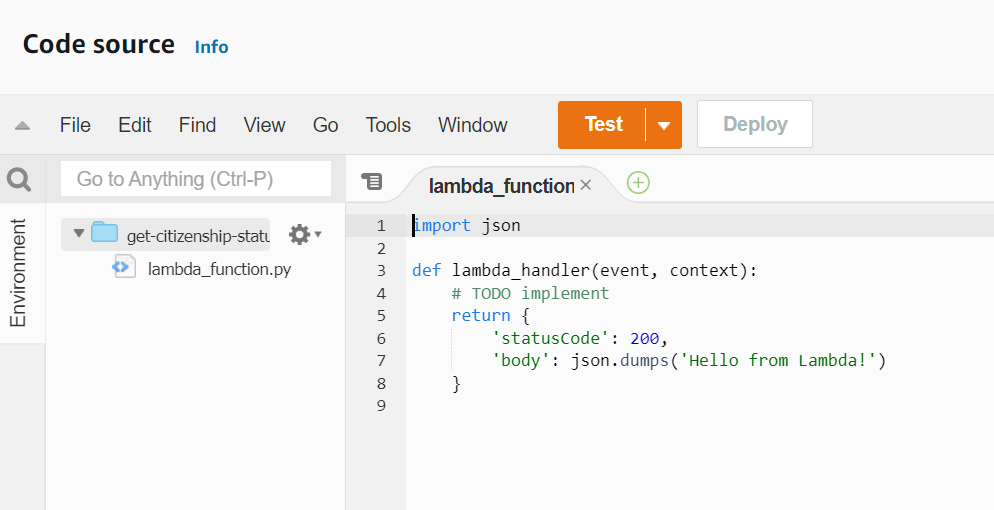 Code source Info
File Edit Find View Go Tools Window Test Deploy
Go to Anything (Ctrl-P)
lambda_function
Environment
get-citizenship-statu
lambda_function.py
1 import json
2
3 def lambda_handler(event, context):
4 # TODO implement
5 return {
6 'statusCode': 200,
7 'body': json.dumps('Hello from Lambda!')
8 }
9